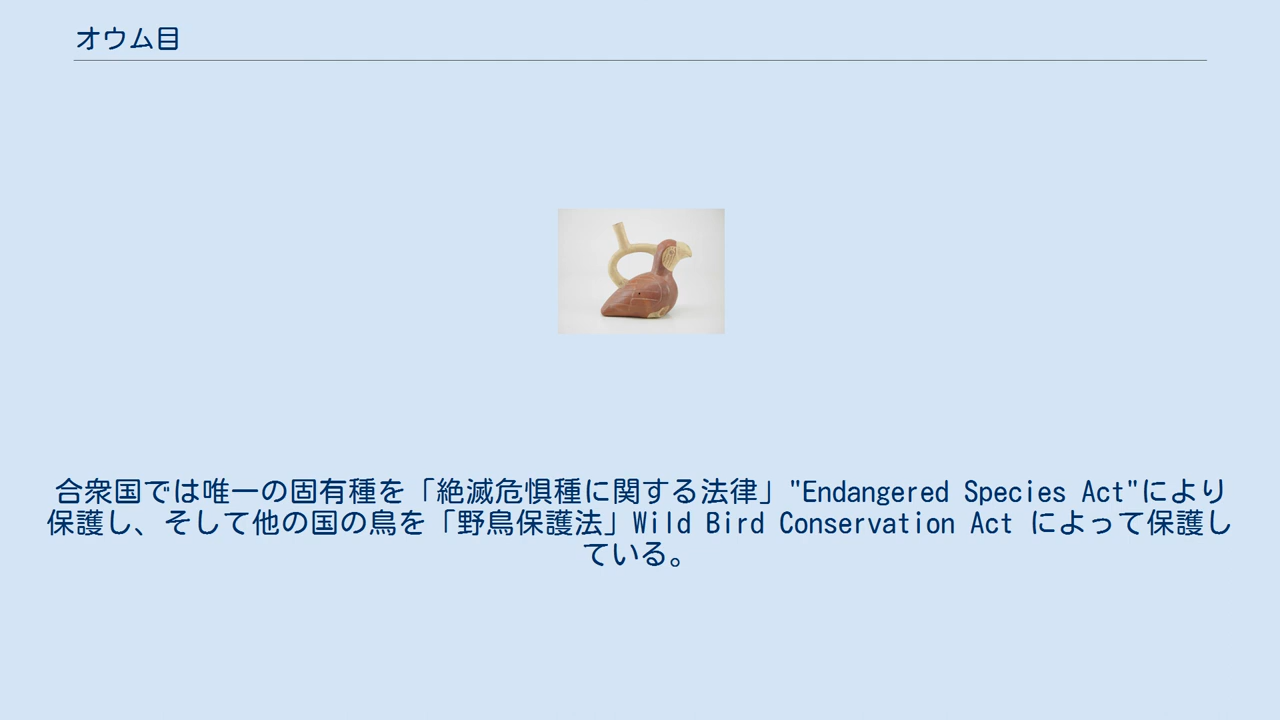 オウム目
合衆国では唯一の固有種を「絶滅危惧種に関する法律」"Endangered Species Act"により
保護し、そして他の国の鳥を「野鳥保護法」Wild Bird Conservation Act によって保護し
ている。